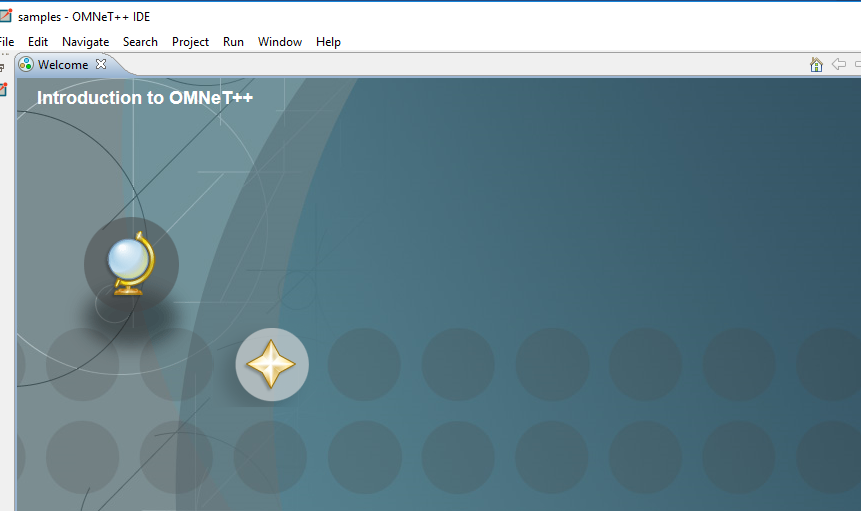 samples - OMNeT++ IDE
File Edit Navigate Search Project Run Window Help
Welcome
Introduction to OMNeT++